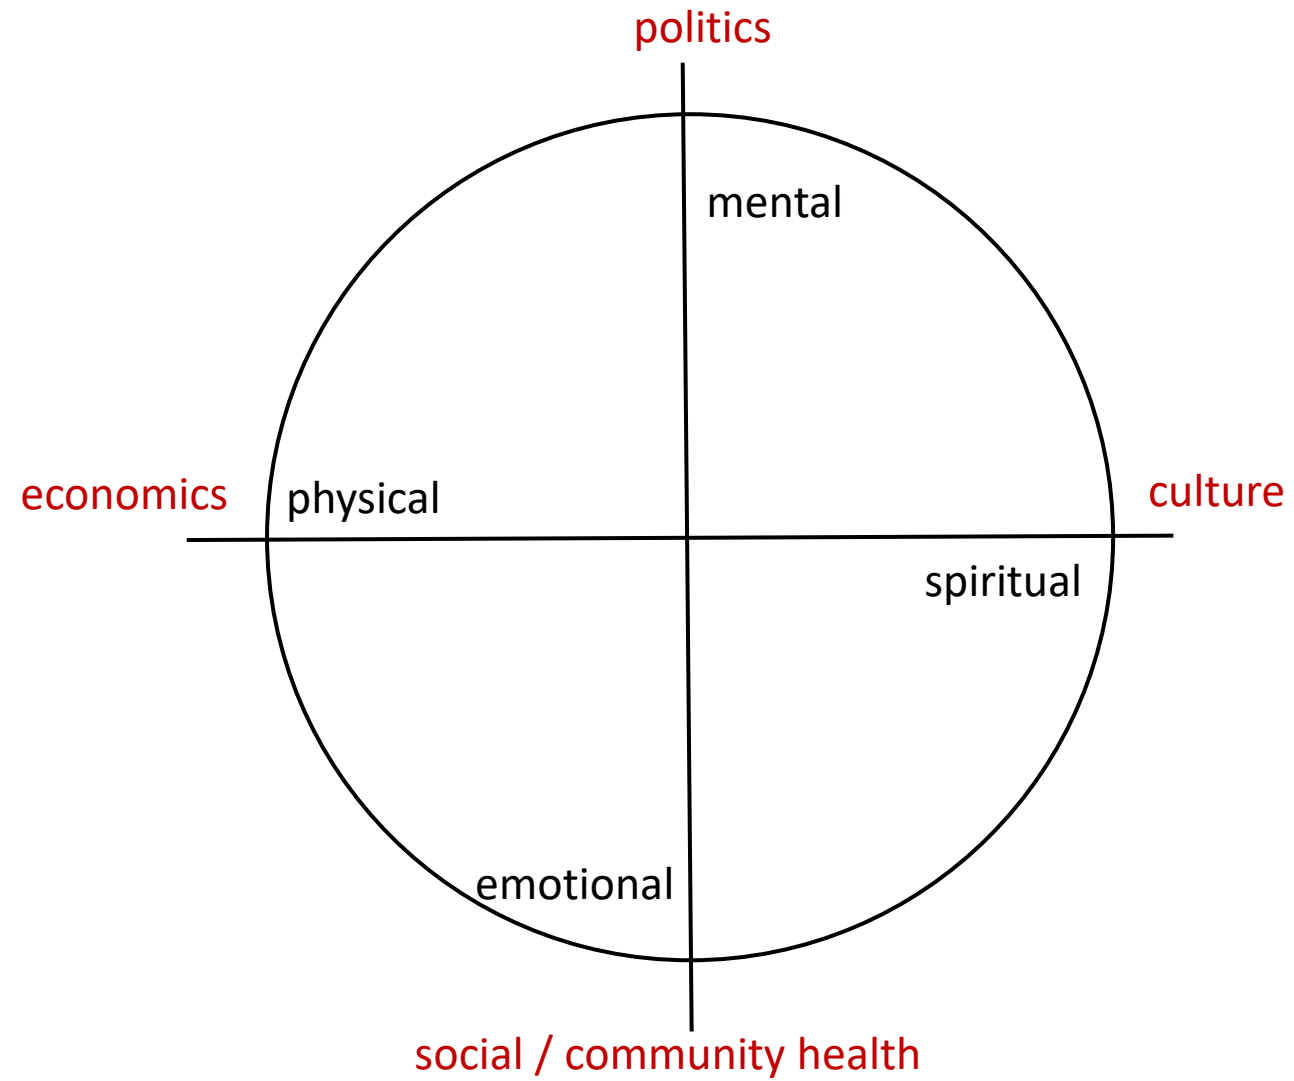 politics
mental
economics
physical
culture
spiritual
emotional
social / community health